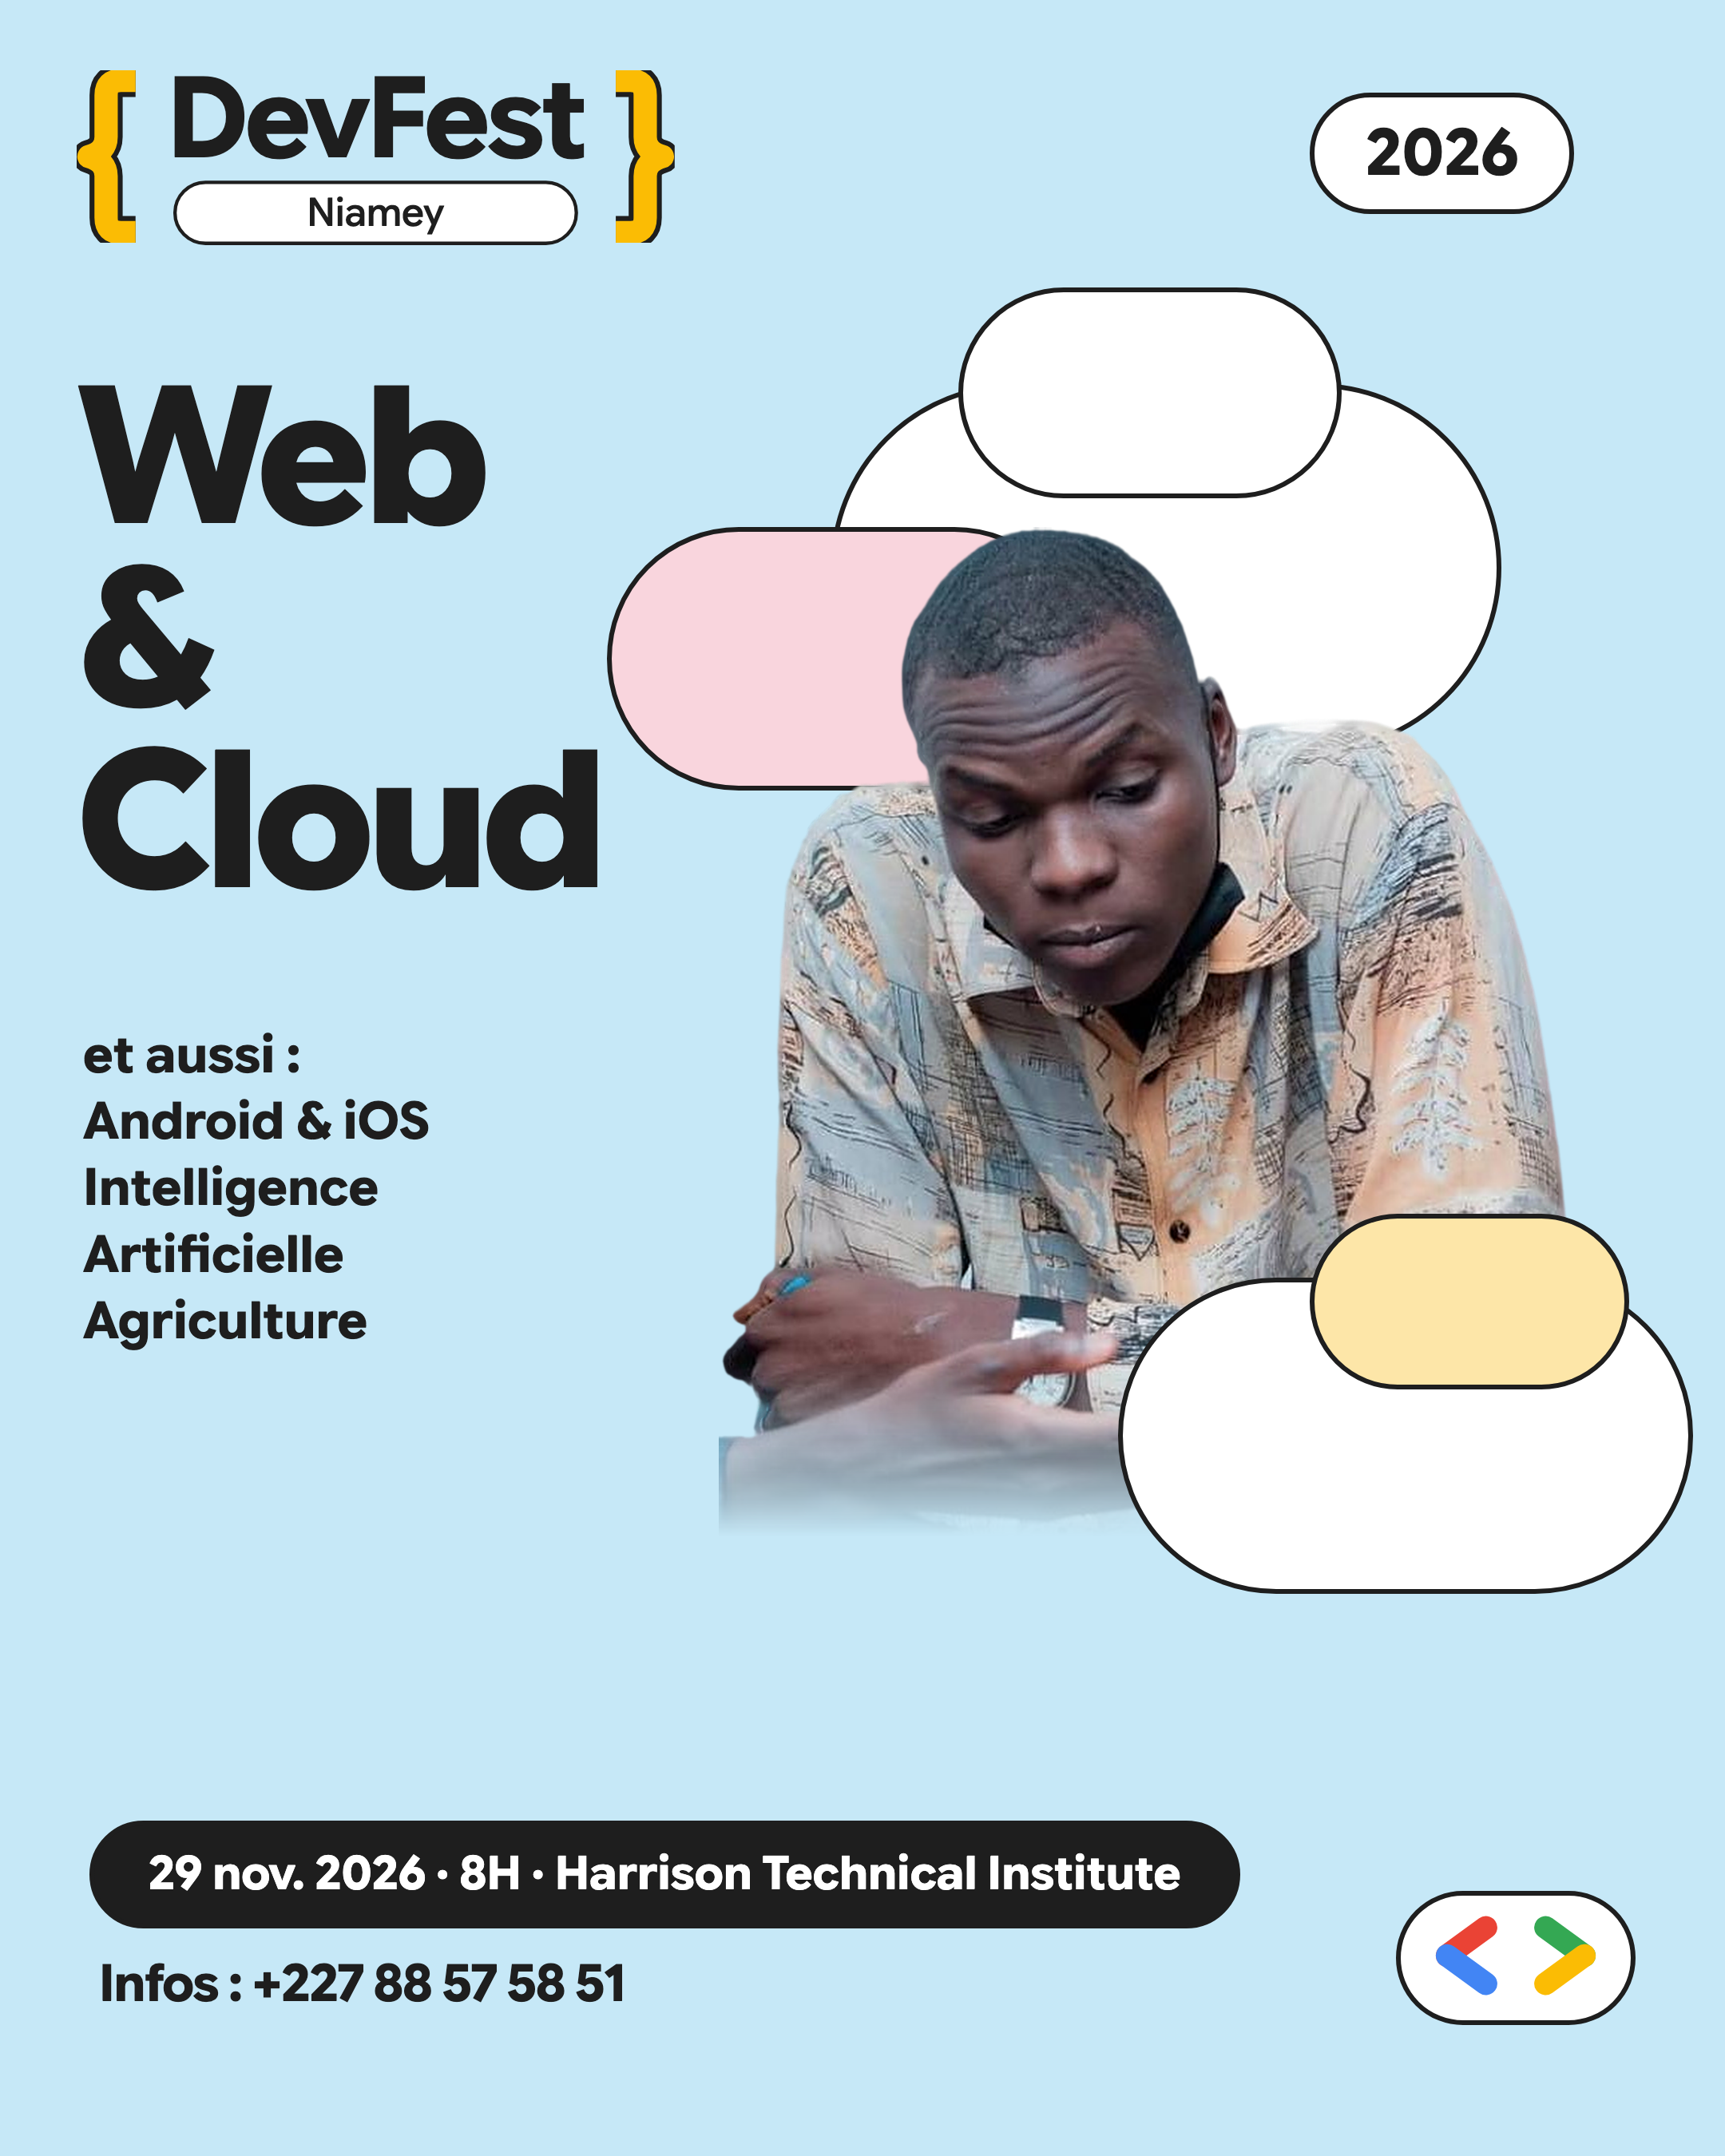 DevFest
Niamey
2026
Web
&
Cloud
et aussi :
Android & iOS
Intelligence
Artificielle
Agriculture
29 nov. 2026 · 8H · Harrison Technical Institute
Infos : +227 88 57 58 51